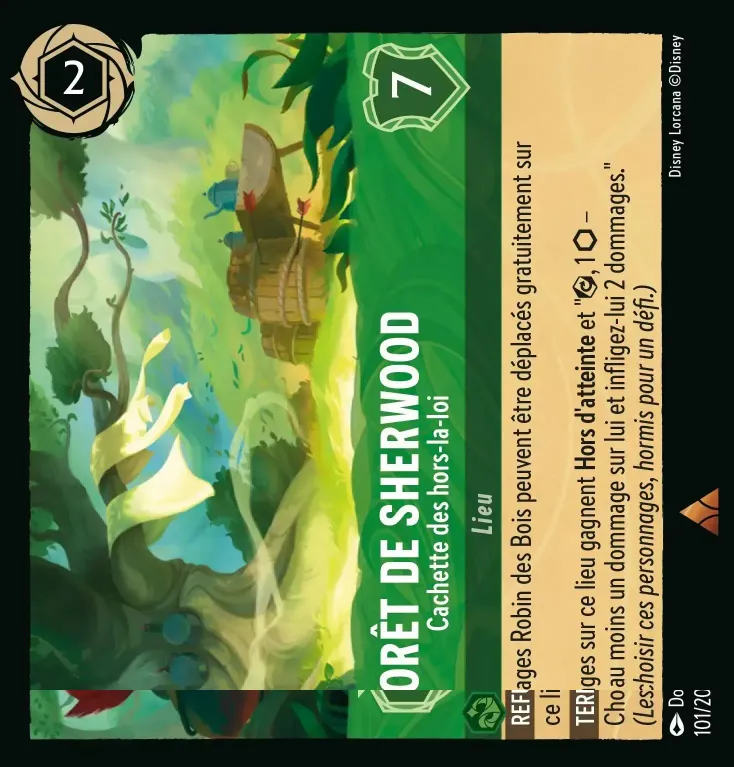 2
7
ORÊT DE SHERWOOD
Cachette des hors-la-loi
Lieu
REF ages Robin des Bois peuvent être déplacés gratuitement sur
ce li
TER ges sur ce lieu gagnent Hors d'atteinte et " , 1 –
Cho au moins un dommage sur lui et infligez-lui 2 dommages."
(Les choisir ces personnages, hormis pour un défi.)
Do
101/20
Disney Lorcana ©Disney